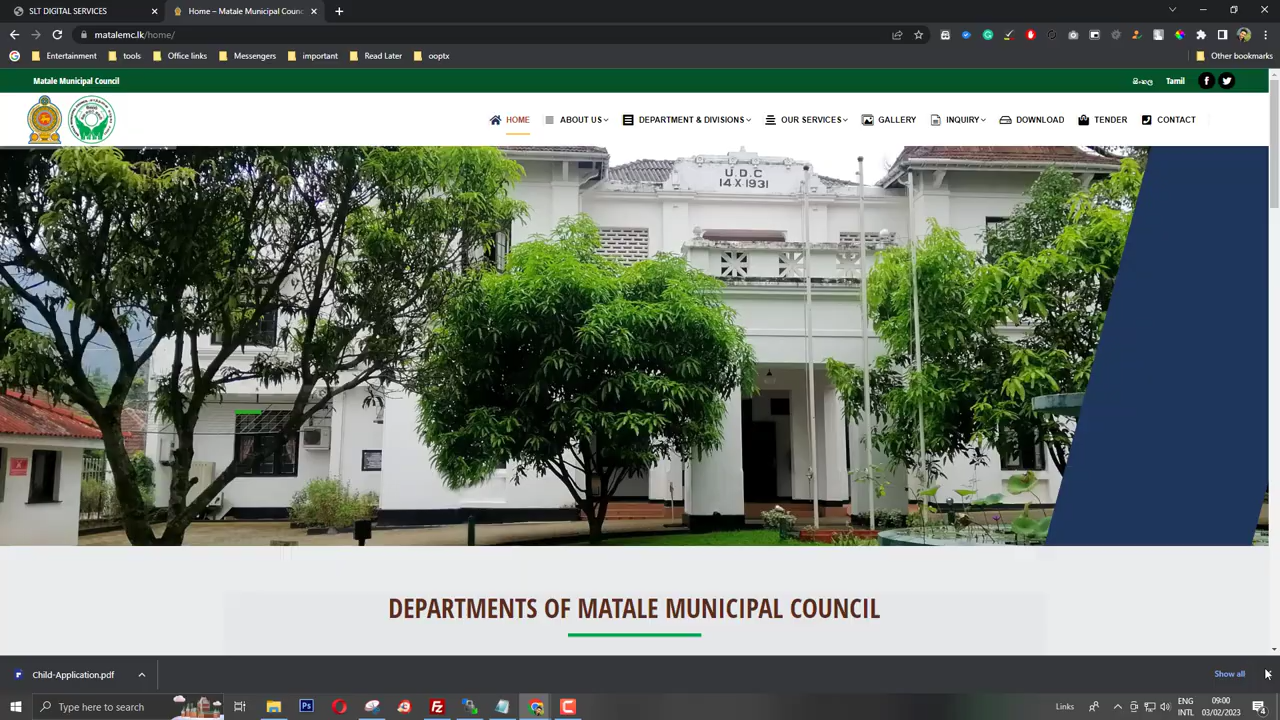 SLT DIGITAL SERVICES
Home – Matale Municipal Counc
matalemc.lk/home/
Entertainment
tools
Office links
Messengers
important
Read Later
ooptx
Other bookmarks
Matale Municipal Council
සිංහල
Tamil
HOME
ABOUT US
DEPARTMENT & DIVISIONS
OUR SERVICES
GALLERY
INQUIRY
DOWNLOAD
TENDER
CONTACT
U.D.C
14.X.1931
DEPARTMENTS OF MATALE MUNICIPAL COUNCIL
Child-Application.pdf
Show all
Type here to search
Links
ENG
INTL
09:00
03/02/2023